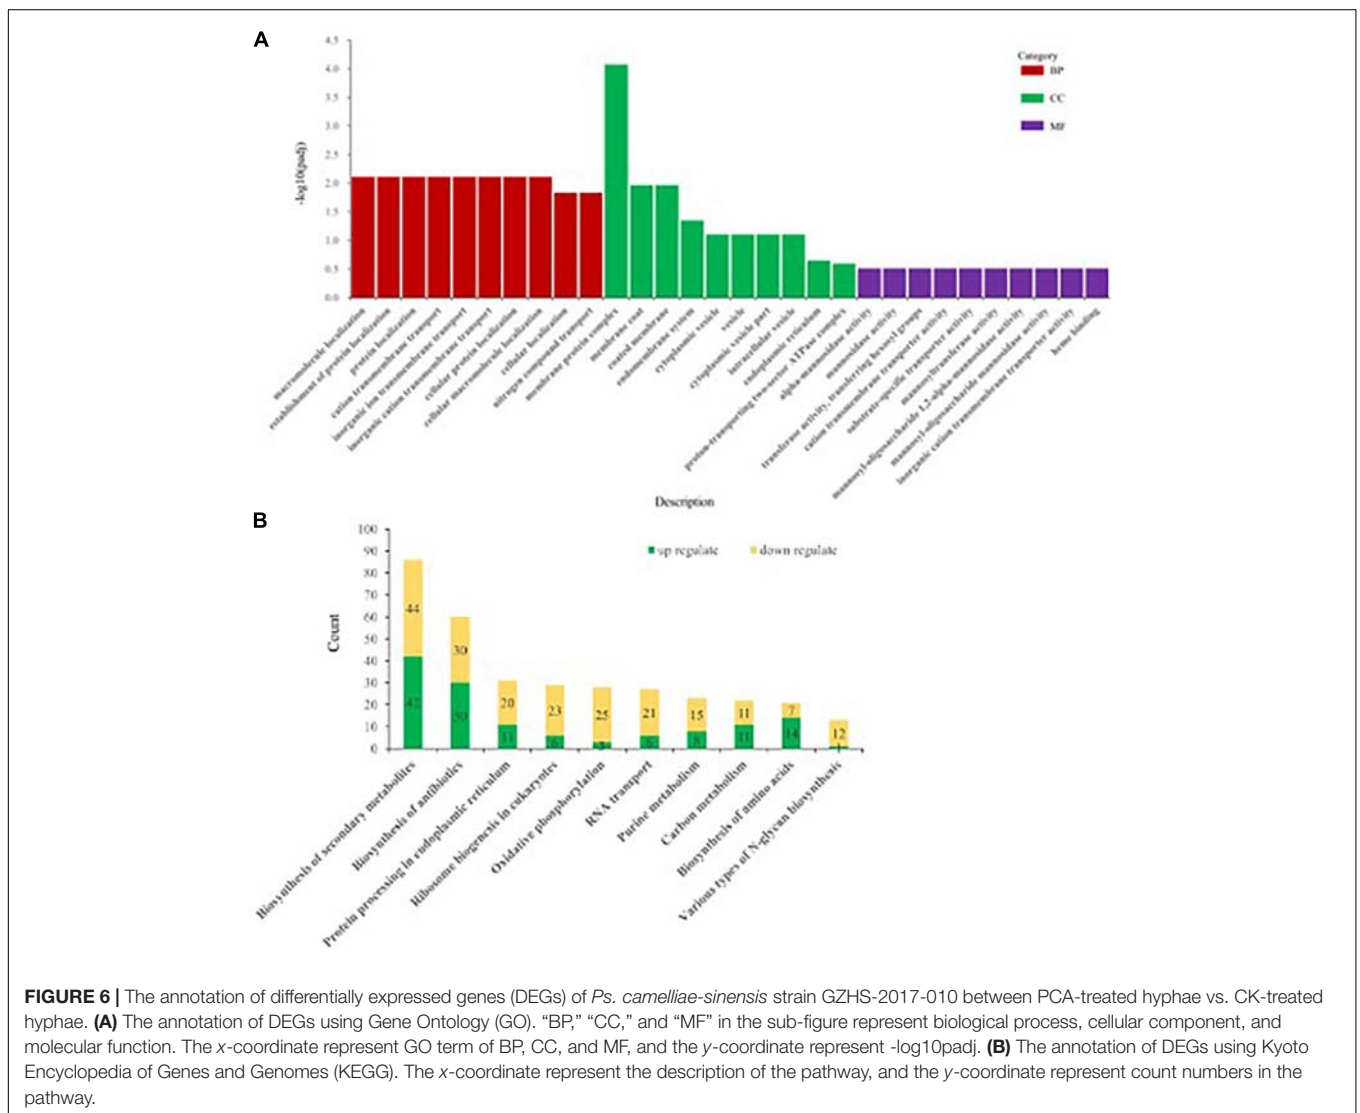 A
4.5
4.0
3.5
3.0
2.5
2.0
1.5
1.0
0.5
0.0
-log10(padj)
Category
BP
CC
MF
macromolecule localization
establishment of protein localization
protein localization
cation transmembrane transport
inorganic ion transmembrane transport
inorganic cation transmembrane transport
cellular protein localization
cellular macromolecule localization
cellular localization
nitrogen compound transport
membrane protein complex
membrane coat
coated membrane
endomembrane system
cytoplasmic vesicle
vesicle
cytoplasmic vesicle part
intracellular vesicle
endoplasmic reticulum
proton-transporting two-sector ATPase complex
alpha-mannosidase activity
mannosidase activity
transferase activity, transferring hexosyl groups
cation transmembrane transporter activity
substrate-specific transporter activity
mannosyltransferase activity
mannosyl-oligosaccharide 1,2-alpha-mannosidase activity
mannosyl-oligosaccharide mannosidase activity
inorganic cation transmembrane transporter activity
heme binding
Description
B
100
90
80
70
60
50
40
30
20
10
0
Count
up regulate
down regulate
44
30
20
23
25
21
15
11
7
12
42
30
11
6
3
6
8
11
14
1
Biosynthesis of secondary metabolites
Biosynthesis of antibiotics
Protein processing in endoplasmic reticulum
Ribosome biogenesis in eukaryotes
Oxidative phosphorylation
RNA transport
Purine metabolism
Carbon metabolism
Biosynthesis of amino acids
Various types of N-glycan biosynthesis
FIGURE 6 | The annotation of differentially expressed genes (DEGs) of Ps. camelliae-sinensis strain GZHS-2017-010 between PCA-treated hyphae vs. CK-treated
hyphae. (A) The annotation of DEGs using Gene Ontology (GO). “BP,” “CC,” and “MF” in the sub-figure represent biological process, cellular component, and
molecular function. The x-coordinate represent GO term of BP, CC, and MF, and the y-coordinate represent -log10padj. (B) The annotation of DEGs using Kyoto
Encyclopedia of Genes and Genomes (KEGG). The x-coordinate represent the description of the pathway, and the y-coordinate represent count numbers in the
pathway.